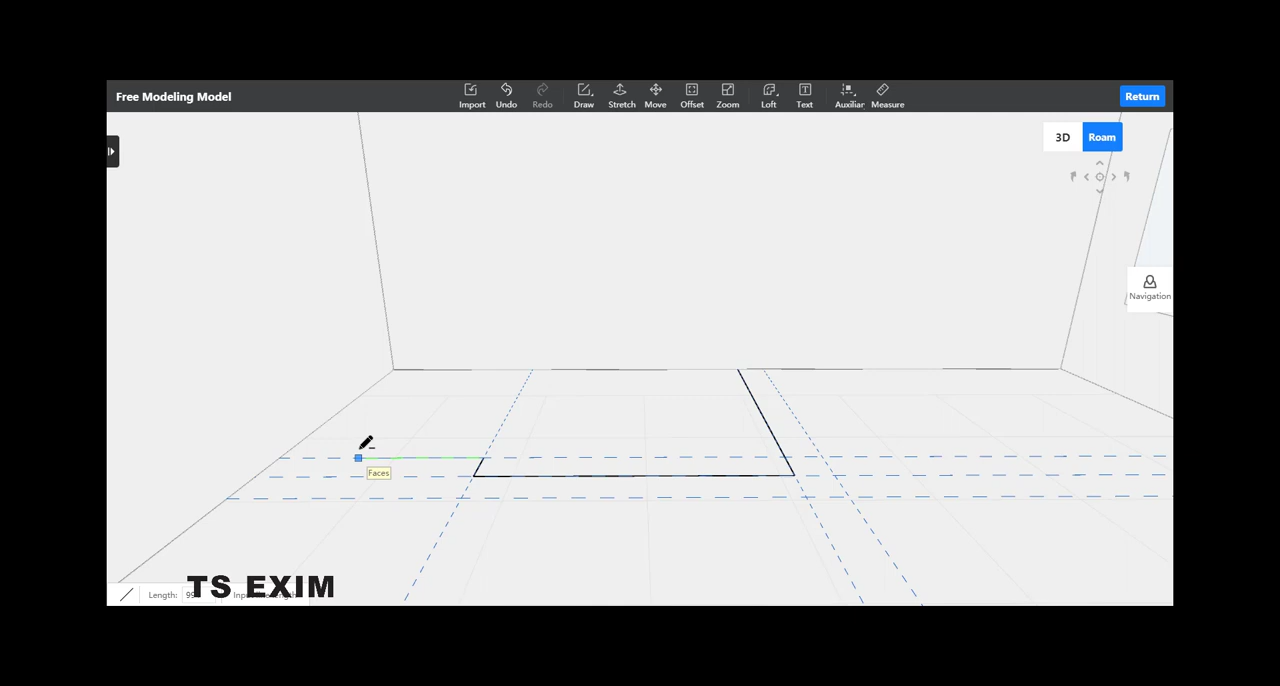 Free Modeling Model
Import Undo Redo Draw Stretch Move Offset Zoom Loft Text Auxiliar Measure
Return
3D Roam
Navigation
Faces
Length:
TS EXIM